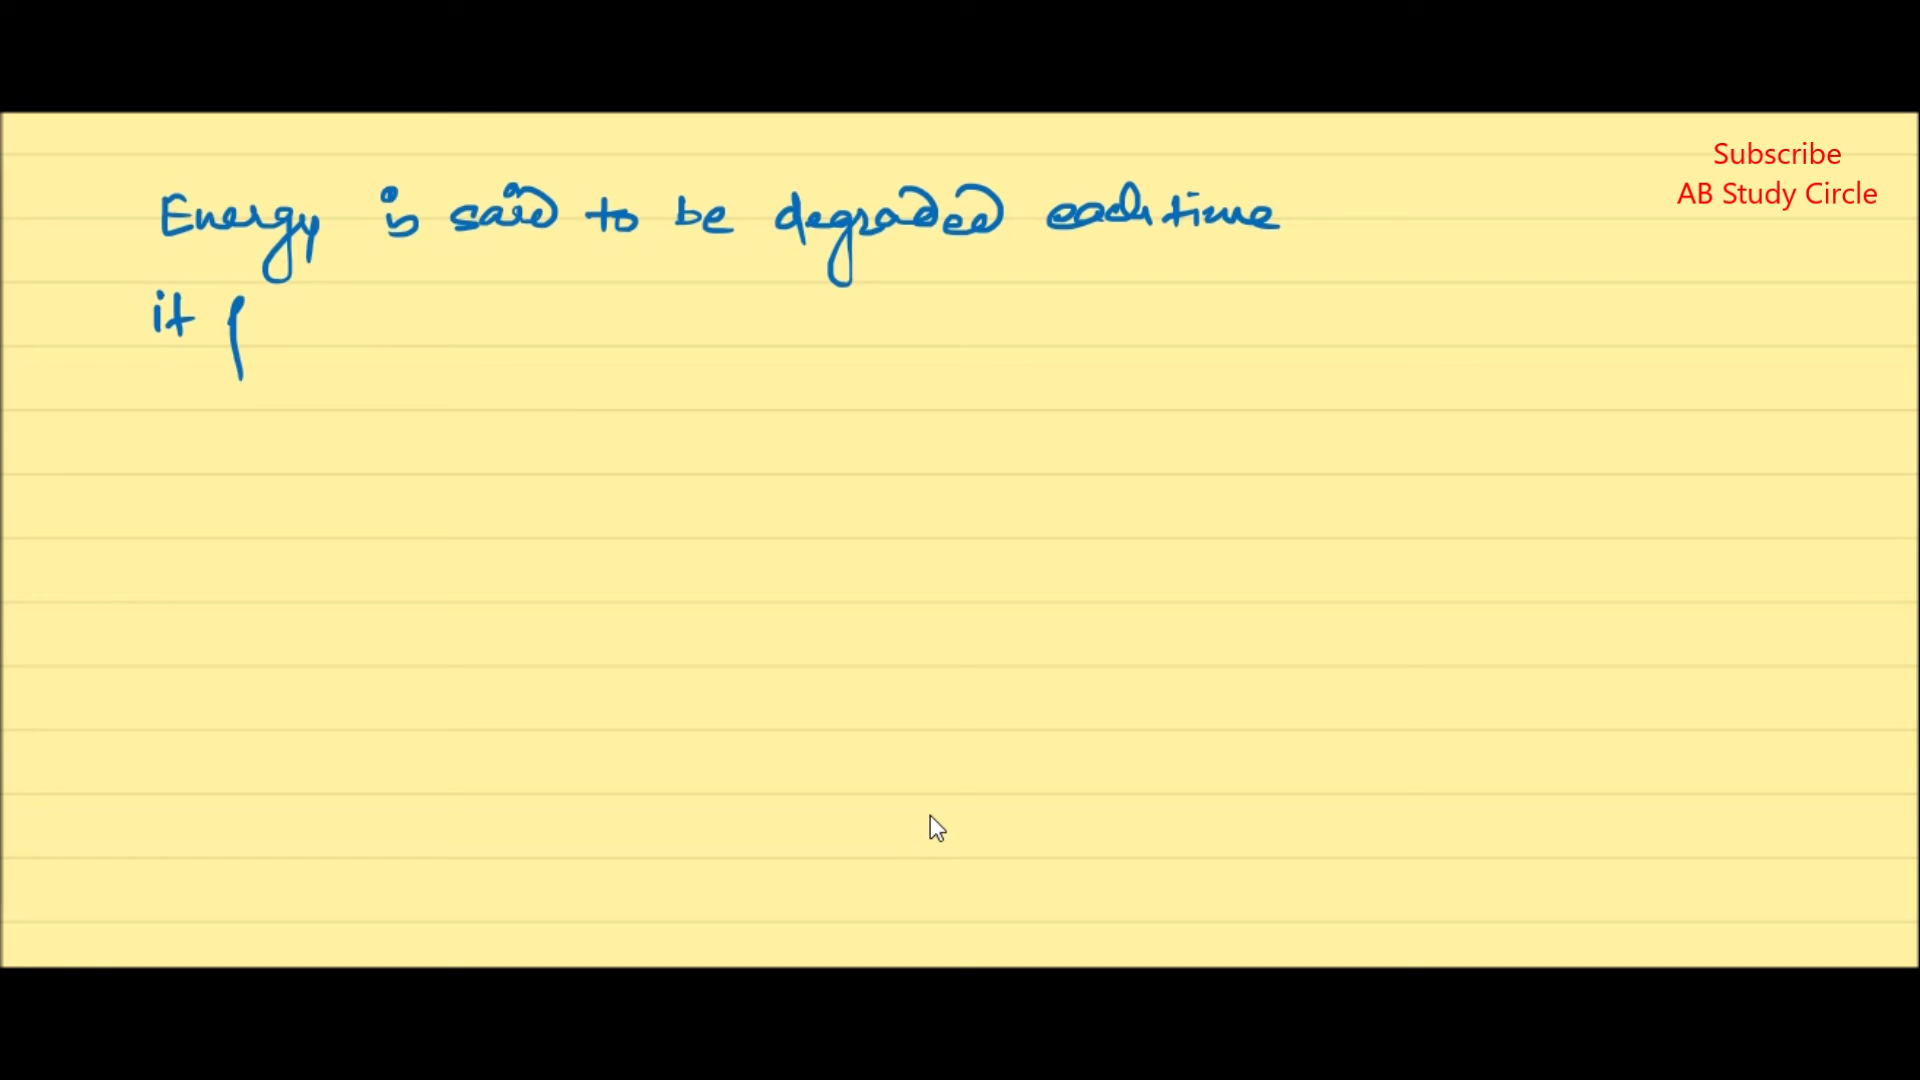 Subscribe
AB Study Circle
Energy is said to be degraded each time
it